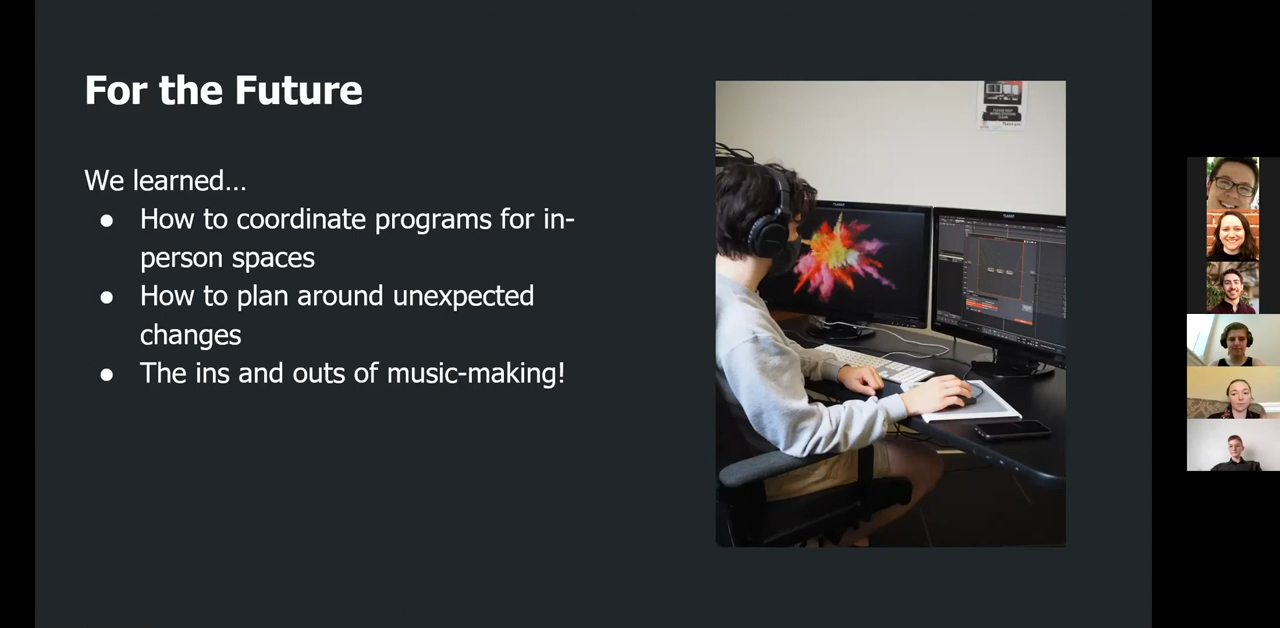 For the Future
We learned...
● How to coordinate programs for in-
person spaces
● How to plan around unexpected
changes
● The ins and outs of music-making!